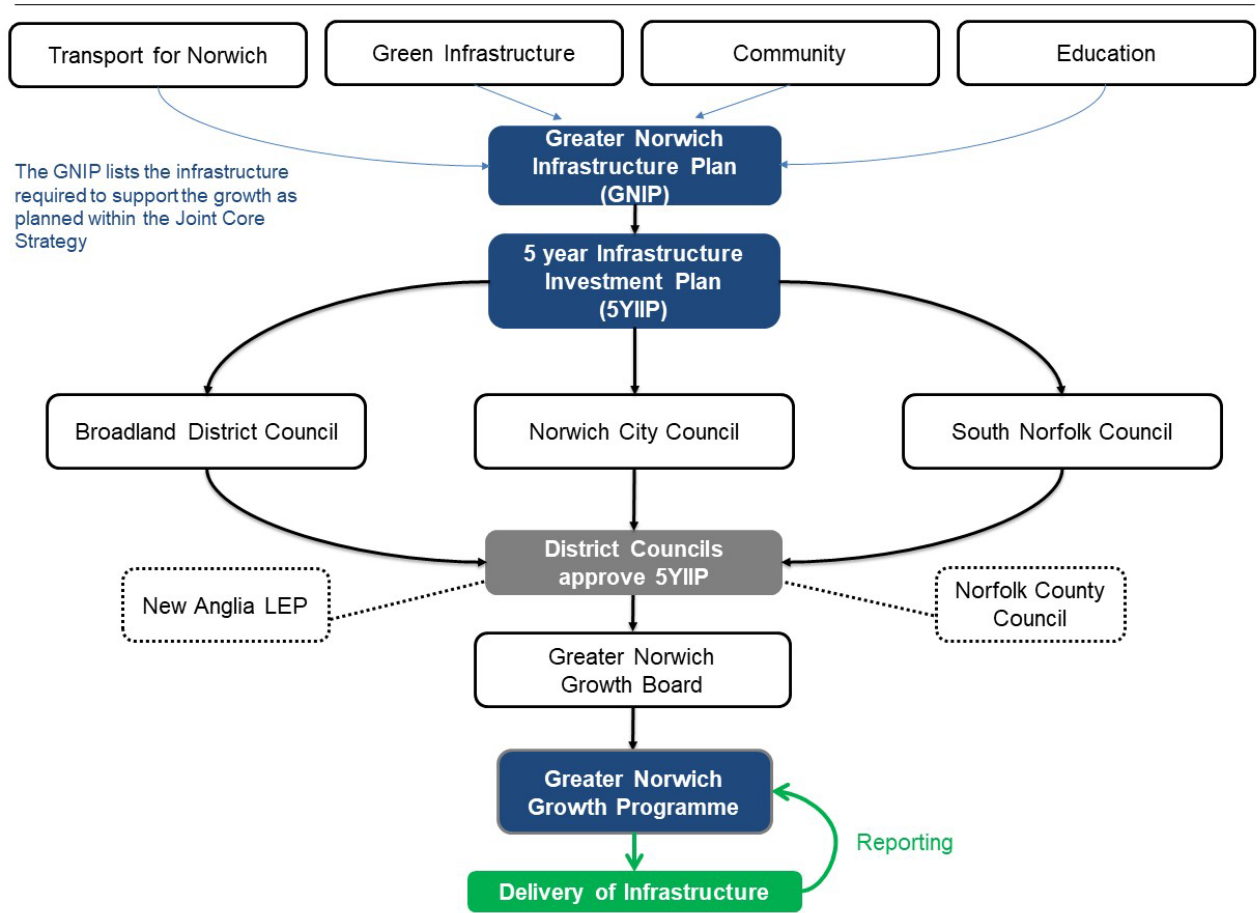 Transport for Norwich
Green Infrastructure
Community
Education
Greater Norwich
Infrastructure Plan
(GNIP)
The GNIP lists the infrastructure
required to support the growth as
planned within the Joint Core
Strategy
5 year Infrastructure
Investment Plan
(5YIIP)
Broadland District Council
Norwich City Council
South Norfolk Council
District Councils
approve 5YIIP
New Anglia LEP
Norfolk County
Council
Greater Norwich
Growth Board
Greater Norwich
Growth Programme
Reporting
Delivery of Infrastructure